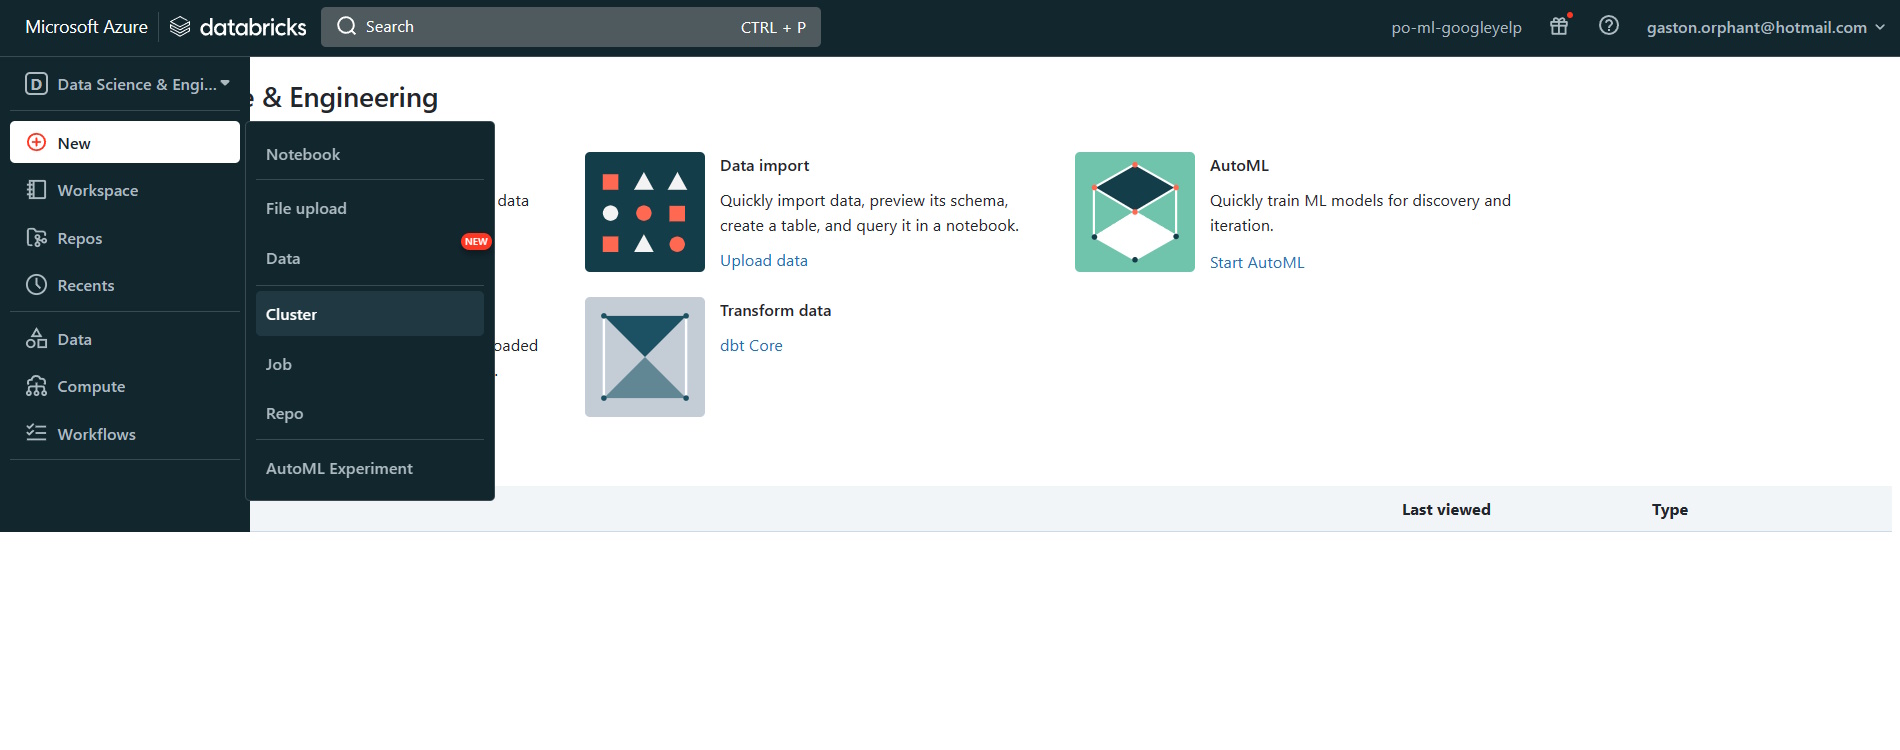 Microsoft Azure
databricks
Search
CTRL + P
po-ml-googleyelp
gaston.orphant@hotmail.com
D
Data Science & Engi...
& Engineering
New
Workspace
Repos
Recents
Data
Compute
Workflows
Notebook
File upload
Data
NEW
Cluster
Job
Repo
AutoML Experiment
data
oaded
.
Data import
Quickly import data, preview its schema,
create a table, and query it in a notebook.
Upload data
Transform data
dbt Core
AutoML
Quickly train ML models for discovery and
iteration.
Start AutoML
Last viewed
Type